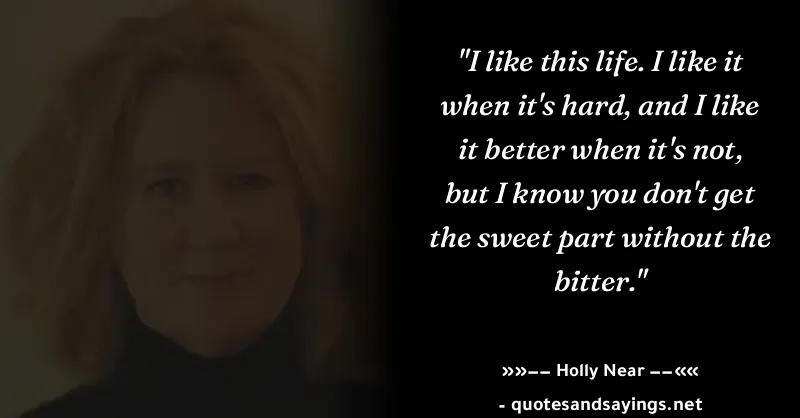 "I like this life. I like it
when it's hard, and I like
it better when it's not,
but I know you don't get
the sweet part without the
bitter."
»»–– Holly Near ––««
- quotesandsayings.net